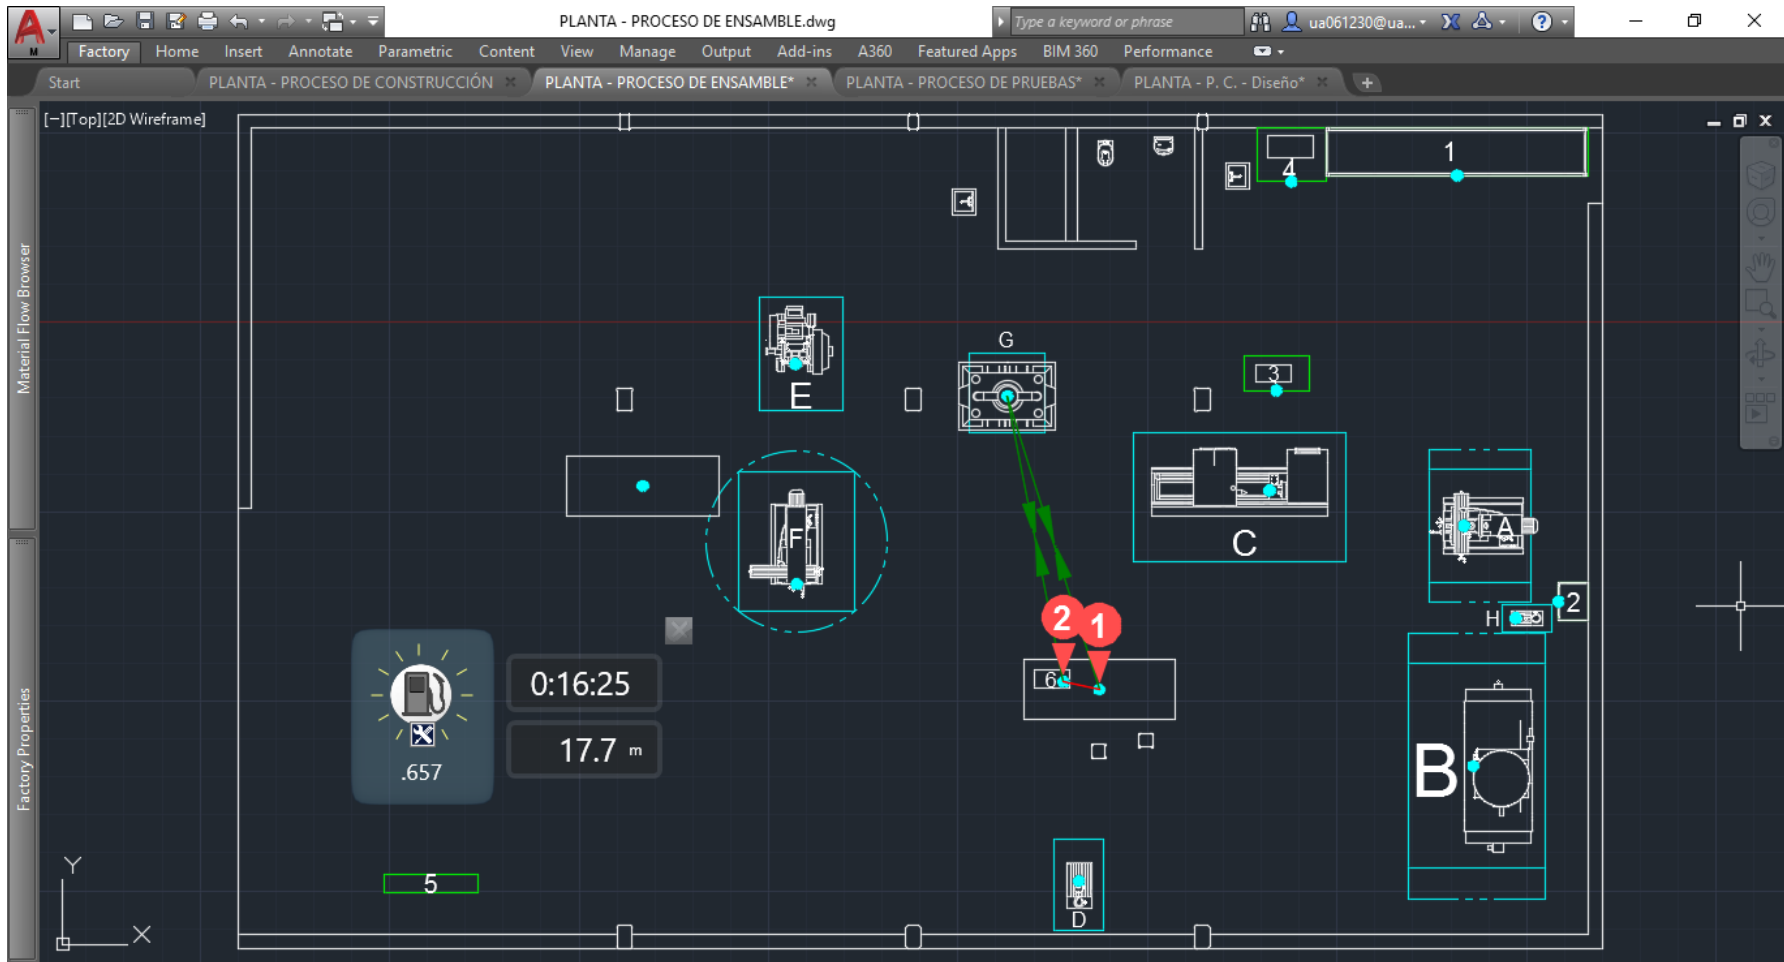 M
PLANTA - PROCESO DE ENSAMBLE.dwg
Type a keyword or phrase
ua061230@ua...
Factory Home Insert Annotate Parametric Content View Manage Output Add-ins A360 Featured Apps BIM 360 Performance
Start
PLANTA - PROCESO DE CONSTRUCCIÓN
PLANTA - PROCESO DE ENSAMBLE*
PLANTA - PROCESO DE PRUEBAS*
PLANTA - P. C. - Diseño*
[−][Top][2D Wireframe]
Material Flow Browser
Factory Properties
4
1
G
3
E
F
C
A
2
H
2
1
6
B
0:16:25
17.7 m
.657
5
D
Y
X